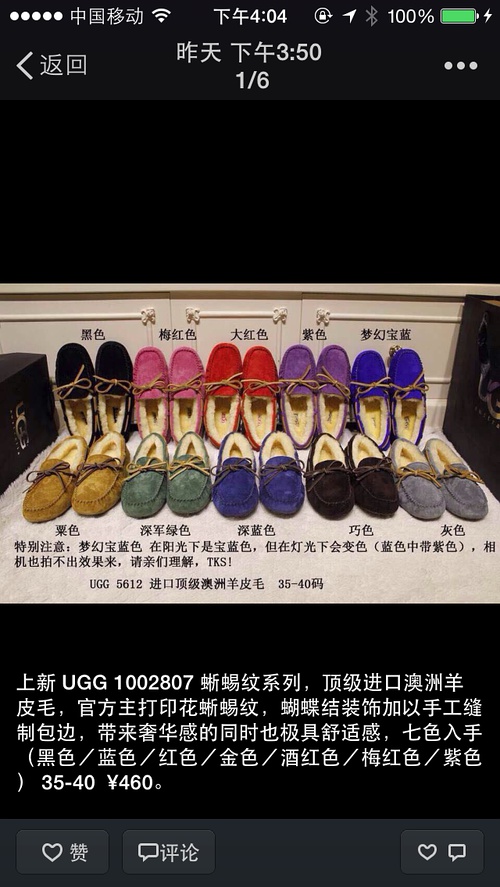 中国移动 下午4:04 100%
返回 昨天 下午3:50
1/6
黑色 梅红色 大红色 紫色 梦幻宝蓝
UGG
粟色 深军绿色 深蓝色 巧色 灰色
特别注意：梦幻宝蓝色 在阳光下是宝蓝色，但在灯光下会变色（蓝色中带紫色），相
机也拍不出效果来，请亲们理解，TKS!
UGG 5612 进口顶级澳洲羊皮毛 35-40码
上新 UGG 1002807 蜥蜴纹系列，顶级进口澳洲羊
皮毛，官方主打印花蜥蜴纹，蝴蝶结装饰加以手工缝
制包边，带来奢华感的同时也极具舒适感，七色入手
（黑色／蓝色／红色／金色／酒红色／梅红色／紫色
） 35-40 ¥460。
赞 评论